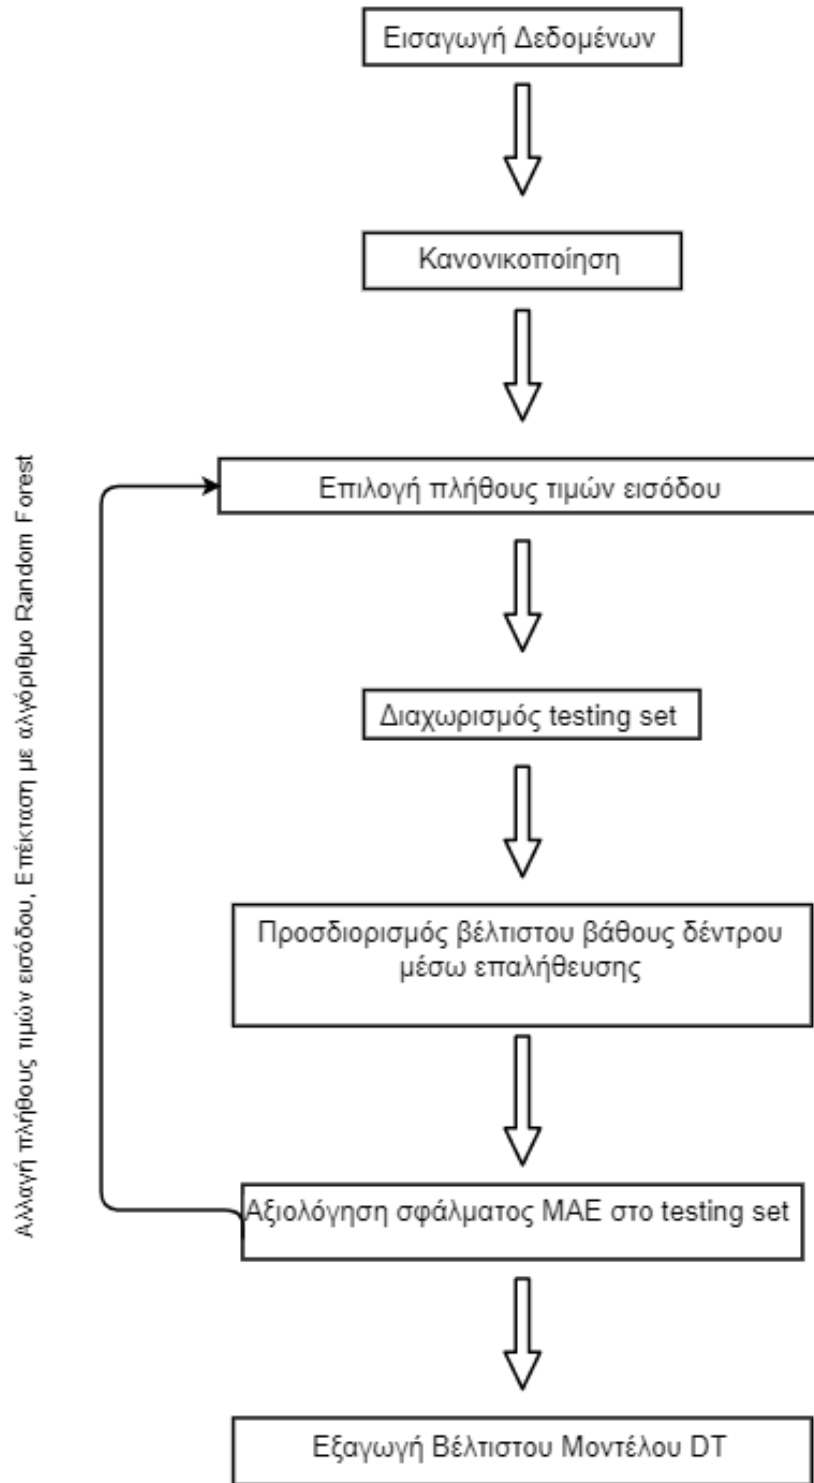 Εισαγωγή Δεδομένων
Κανονικοποίηση
Επιλογή πλήθους τιμών εισόδου
Διαχωρισμός testing set
Προσδιορισμός βέλτιστου βάθους δέντρου
μέσω επαλήθευσης
Αξιολόγηση σφάλματος MAE στο testing set
Εξαγωγή Βέλτιστου Μοντέλου DT
Αλλαγή πλήθους τιμών εισόδου, Επέκταση με αλγόριθμο Random Forest